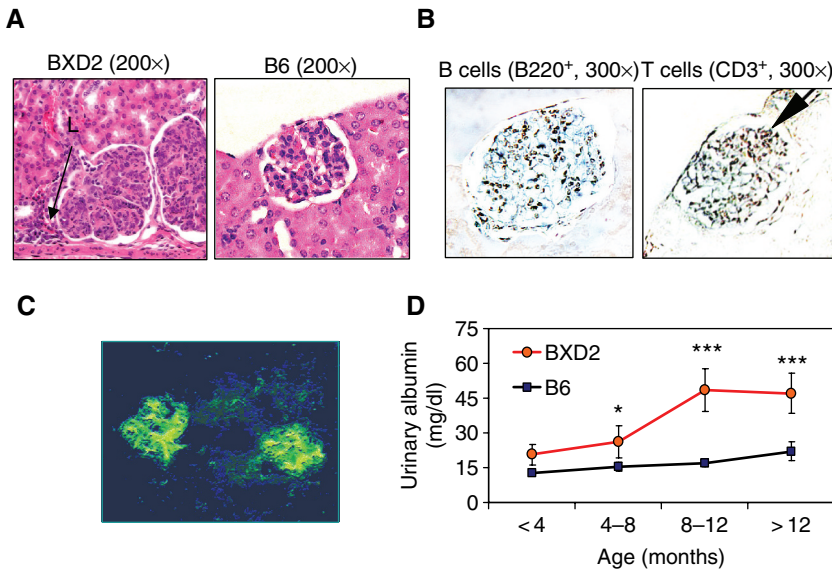 A
BXD2 (200×)
B6 (200×)
L
B
B cells (B220⁺, 300×)
T cells (CD3⁺, 300×)
C
D
75
60
45
30
15
0
Urinary albumin
(mg/dl)
BXD2
B6
*
***
***
< 4
4–8
8–12
> 12
Age (months)